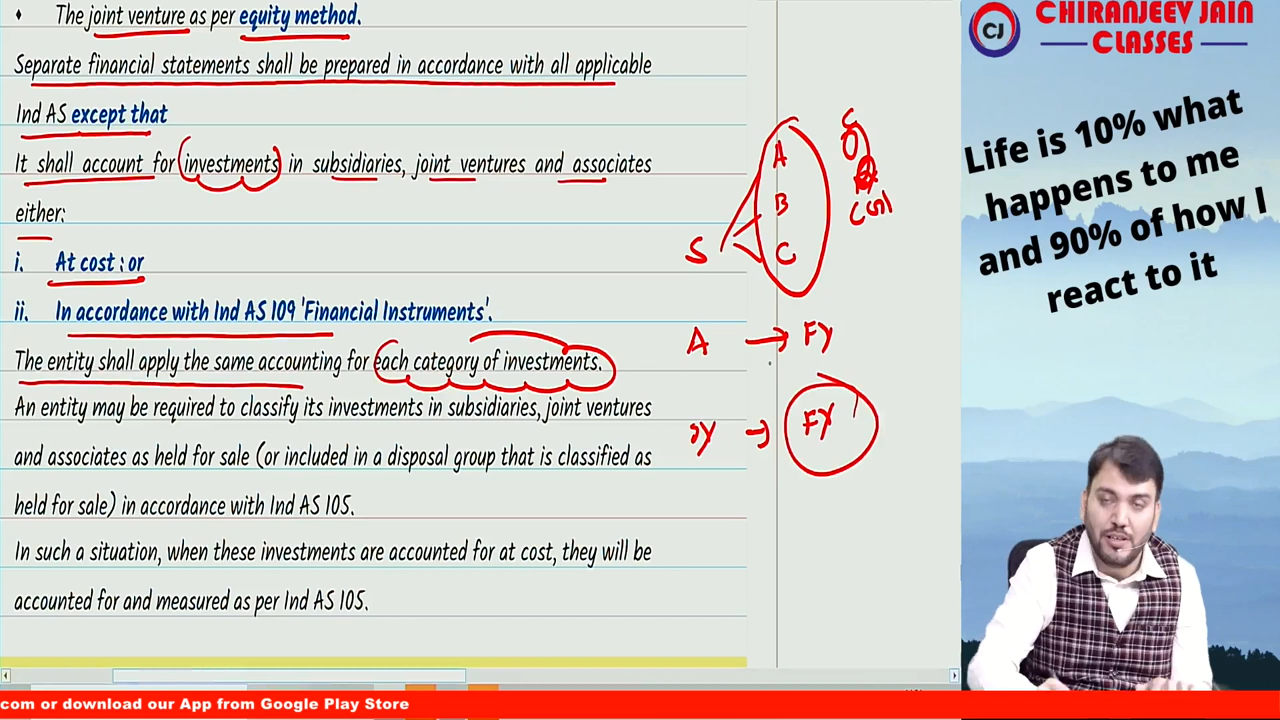 ♦ The joint venture as per equity method.
Separate financial statements shall be prepared in accordance with all applicable
Ind AS except that
It shall account for investments in subsidiaries, joint ventures and associates
either:
i. At cost : or
ii. In accordance with Ind AS 109 'Financial Instruments'.
The entity shall apply the same accounting for each category of investments.
An entity may be required to classify its investments in subsidiaries, joint ventures
and associates as held for sale (or included in a disposal group that is classified as
held for sale) in accordance with Ind AS 105.
In such a situation, when these investments are accounted for at cost, they will be
accounted for and measured as per Ind AS 105.
A
B
S
C
A → FY
→ FY
CJ
CHIRANJEEV JAIN
CLASSES
Life is 10% what
happens to me
and 90% of how I
react to it
com or download our App from Google Play Store